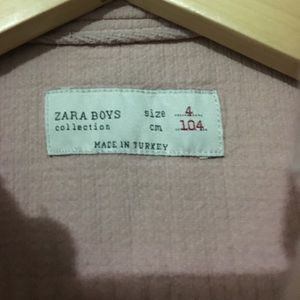 ZARA BOYS size 4
collection cm 104
MADE IN TURKEY